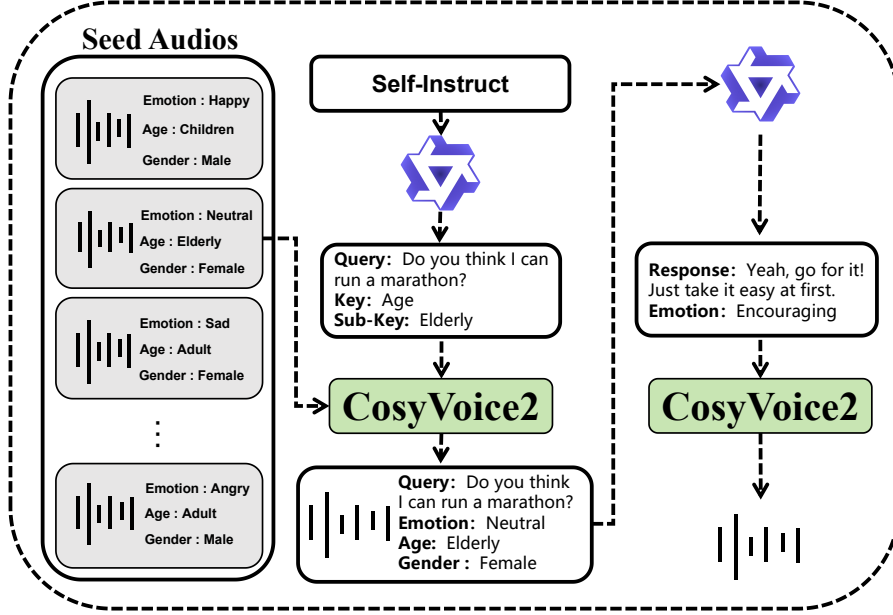 Seed Audios
Emotion : Happy
Age : Children
Gender : Male
Emotion : Neutral
Age : Elderly
Gender : Female
Emotion : Sad
Age : Adult
Gender : Female
Emotion : Angry
Age : Adult
Gender : Male
Self-Instruct
Query: Do you think I can
run a marathon?
Key: Age
Sub-Key: Elderly
CosyVoice2
Query: Do you think
I can run a marathon?
Emotion: Neutral
Age: Elderly
Gender : Female
Response: Yeah, go for it!
Just take it easy at first.
Emotion: Encouraging
CosyVoice2